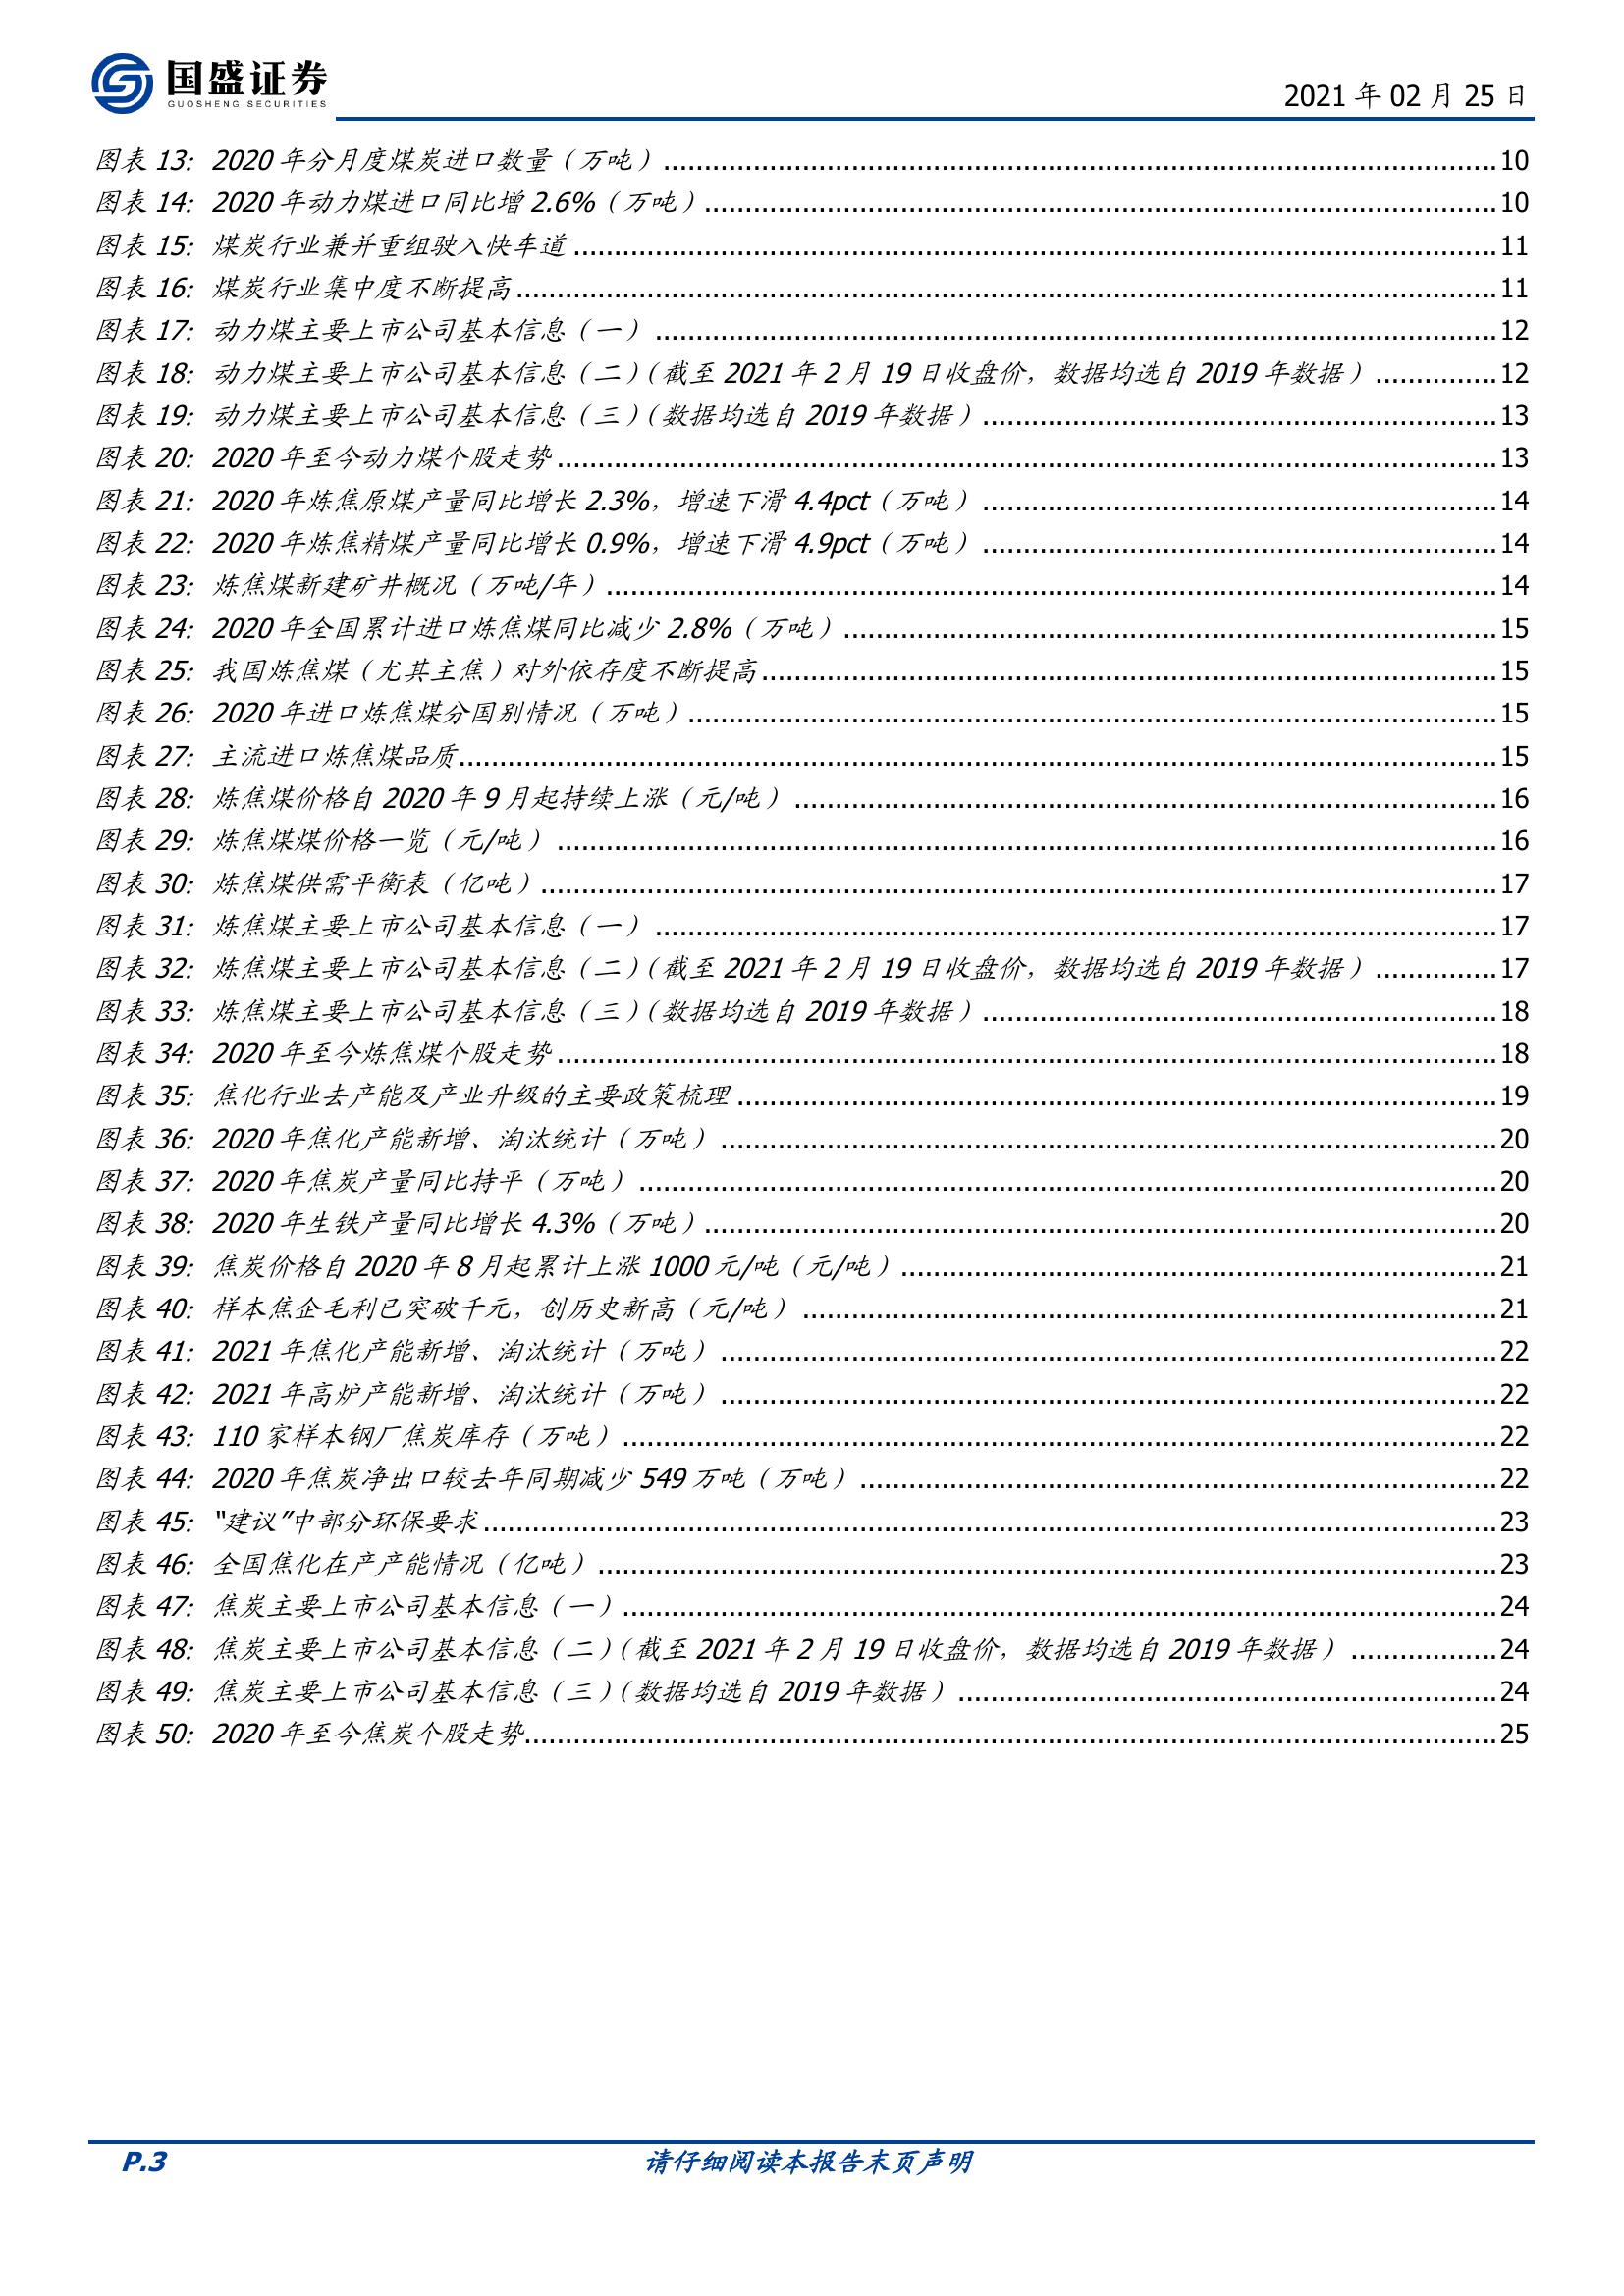 国盛证券
GUOSHENG SECURITIES
2021 年 02 月 25 日
图表 13: 2020 年分月度煤炭进口数量（万吨）10
图表 14: 2020 年动力煤进口同比增 2.6%（万吨）10
图表 15: 煤炭行业兼并重组驶入快车道 11
图表 16: 煤炭行业集中度不断提高 11
图表 17: 动力煤主要上市公司基本信息（一）12
图表 18: 动力煤主要上市公司基本信息（二）（截至 2021 年 2 月 19 日收盘价，数据均选自 2019 年数据）12
图表 19: 动力煤主要上市公司基本信息（三）（数据均选自 2019 年数据）13
图表 20: 2020 年至今动力煤个股走势 13
图表 21: 2020 年炼焦原煤产量同比增长 2.3%，增速下滑 4.4pct（万吨）14
图表 22: 2020 年炼焦精煤产量同比增长 0.9%，增速下滑 4.9pct（万吨）14
图表 23: 炼焦煤新建矿井概况（万吨/年）14
图表 24: 2020 年全国累计进口炼焦煤同比减少 2.8%（万吨）15
图表 25: 我国炼焦煤（尤其主焦）对外依存度不断提高 15
图表 26: 2020 年进口炼焦煤分国别情况（万吨）15
图表 27: 主流进口炼焦煤品质 15
图表 28: 炼焦煤价格自 2020 年 9 月起持续上涨（元/吨）16
图表 29: 炼焦煤煤价格一览（元/吨）16
图表 30: 炼焦煤供需平衡表（亿吨）17
图表 31: 炼焦煤主要上市公司基本信息（一）17
图表 32: 炼焦煤主要上市公司基本信息（二）（截至 2021 年 2 月 19 日收盘价，数据均选自 2019 年数据）17
图表 33: 炼焦煤主要上市公司基本信息（三）（数据均选自 2019 年数据）18
图表 34: 2020 年至今炼焦煤个股走势 18
图表 35: 焦化行业去产能及产业升级的主要政策梳理 19
图表 36: 2020 年焦化产能新增、淘汰统计（万吨）20
图表 37: 2020 年焦炭产量同比持平（万吨）20
图表 38: 2020 年生铁产量同比增长 4.3%（万吨）20
图表 39: 焦炭价格自 2020 年 8 月起累计上涨 1000 元/吨（元/吨）21
图表 40: 样本焦企毛利已突破千元，创历史新高（元/吨）21
图表 41: 2021 年焦化产能新增、淘汰统计（万吨）22
图表 42: 2021 年高炉产能新增、淘汰统计（万吨）22
图表 43: 110 家样本钢厂焦炭库存（万吨）22
图表 44: 2020 年焦炭净出口较去年同期减少 549 万吨（万吨）22
图表 45: “建议”中部分环保要求 23
图表 46: 全国焦化在产产能情况（亿吨）23
图表 47: 焦炭主要上市公司基本信息（一）24
图表 48: 焦炭主要上市公司基本信息（二）（截至 2021 年 2 月 19 日收盘价，数据均选自 2019 年数据）24
图表 49: 焦炭主要上市公司基本信息（三）（数据均选自 2019 年数据）24
图表 50: 2020 年至今焦炭个股走势 25
P.3
请仔细阅读本报告末页声明